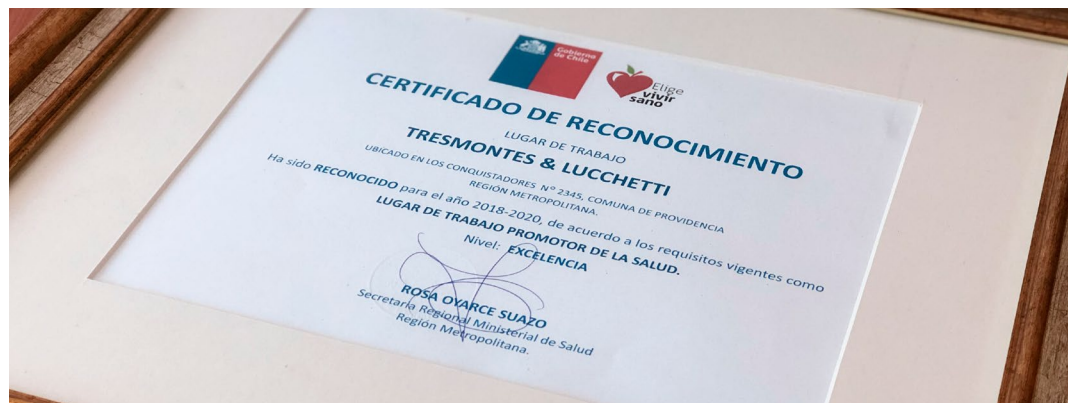 Gobierno
de Chile
Elige
vivir
sano
CERTIFICADO DE RECONOCIMIENTO
LUGAR DE TRABAJO
TRESMONTES & LUCCHETTI
UBICADO EN LOS CONQUISTADORES N° 2345, COMUNA DE PROVIDENCIA
REGIÓN METROPOLITANA.
Ha sido RECONOCIDO para el año 2018-2020, de acuerdo a los requisitos vigentes como
LUGAR DE TRABAJO PROMOTOR DE LA SALUD.
Nivel: EXCELENCIA
ROSA OYARCE SUAZO
Secretaria Regional Ministerial de Salud
Región Metropolitana.